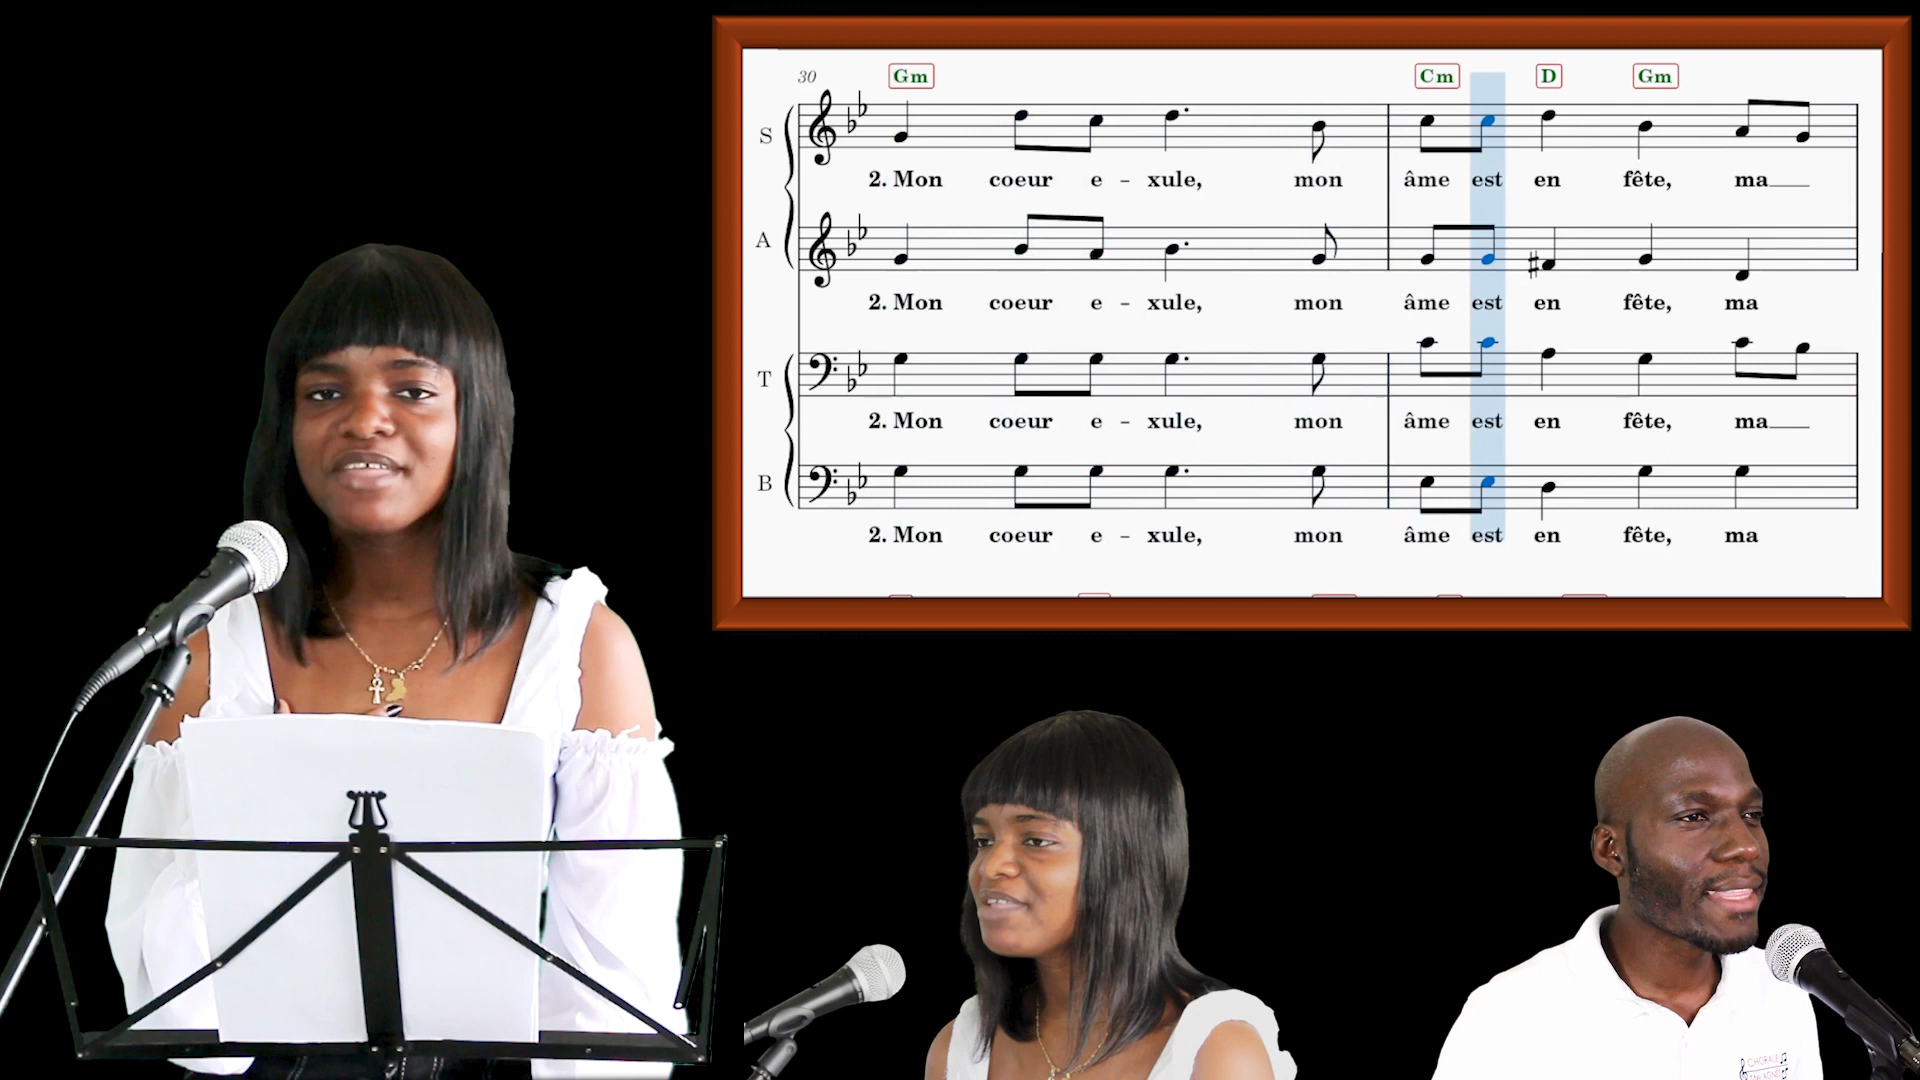 30 Gm Cm D Gm
S
2. Mon coeur e - xule, mon âme est en fête, ma
A
2. Mon coeur e - xule, mon âme est en fête, ma
T
2. Mon coeur e - xule, mon âme est en fête, ma
B
2. Mon coeur e - xule, mon âme est en fête, ma
CHORALE